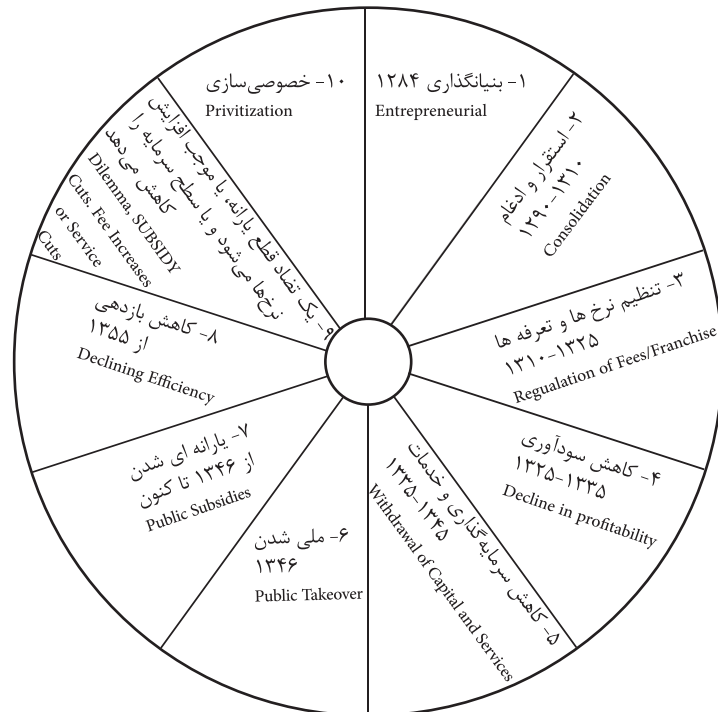 ۱- بنیانگذاری ۱۲۸۴
Entrepreneurial
۲- استقرار و ادغام
۱۲۹۰-۱۳۱۰
Consolidation
۳- تنظیم نرخ ها و تعرفه ها
۱۳۱۰-۱۳۲۵
Regualation of Fees/Franchise
۴- کاهش سودآوری
۱۳۲۵-۱۳۳۵
Decline in profitability
۵- کاهش سرمایه‌گذاری و خدمات
۱۳۳۵-۱۳۴۵
Withdrawal of Capital and Services
۶- ملی شدن
۱۳۴۶
Public Takeover
۷- یارانه ای شدن
از ۱۳۴۶ تا کنون
Public Subsidies
۸- کاهش بازدهی
از ۱۳۵۵
Declining Efficiency
۹- یک تضاد قطع یارانه، یا موجب افزایش
نرخ‌ها می‌شود و یا سطح سرمایه را
کاهش می‌دهد
Dilemma, SUBSIDY
Cuts. Fee Increases
or Service
Cuts
۱۰- خصوصی‌سازی
Privitization